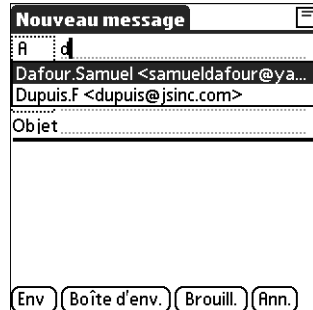 Nouveau message
A d
Dafour.Samuel <samueldafour@ya...
Dupuis.F <dupuis@jsinc.com>
Objet
Env Boîte d'env. Brouill. Ann.